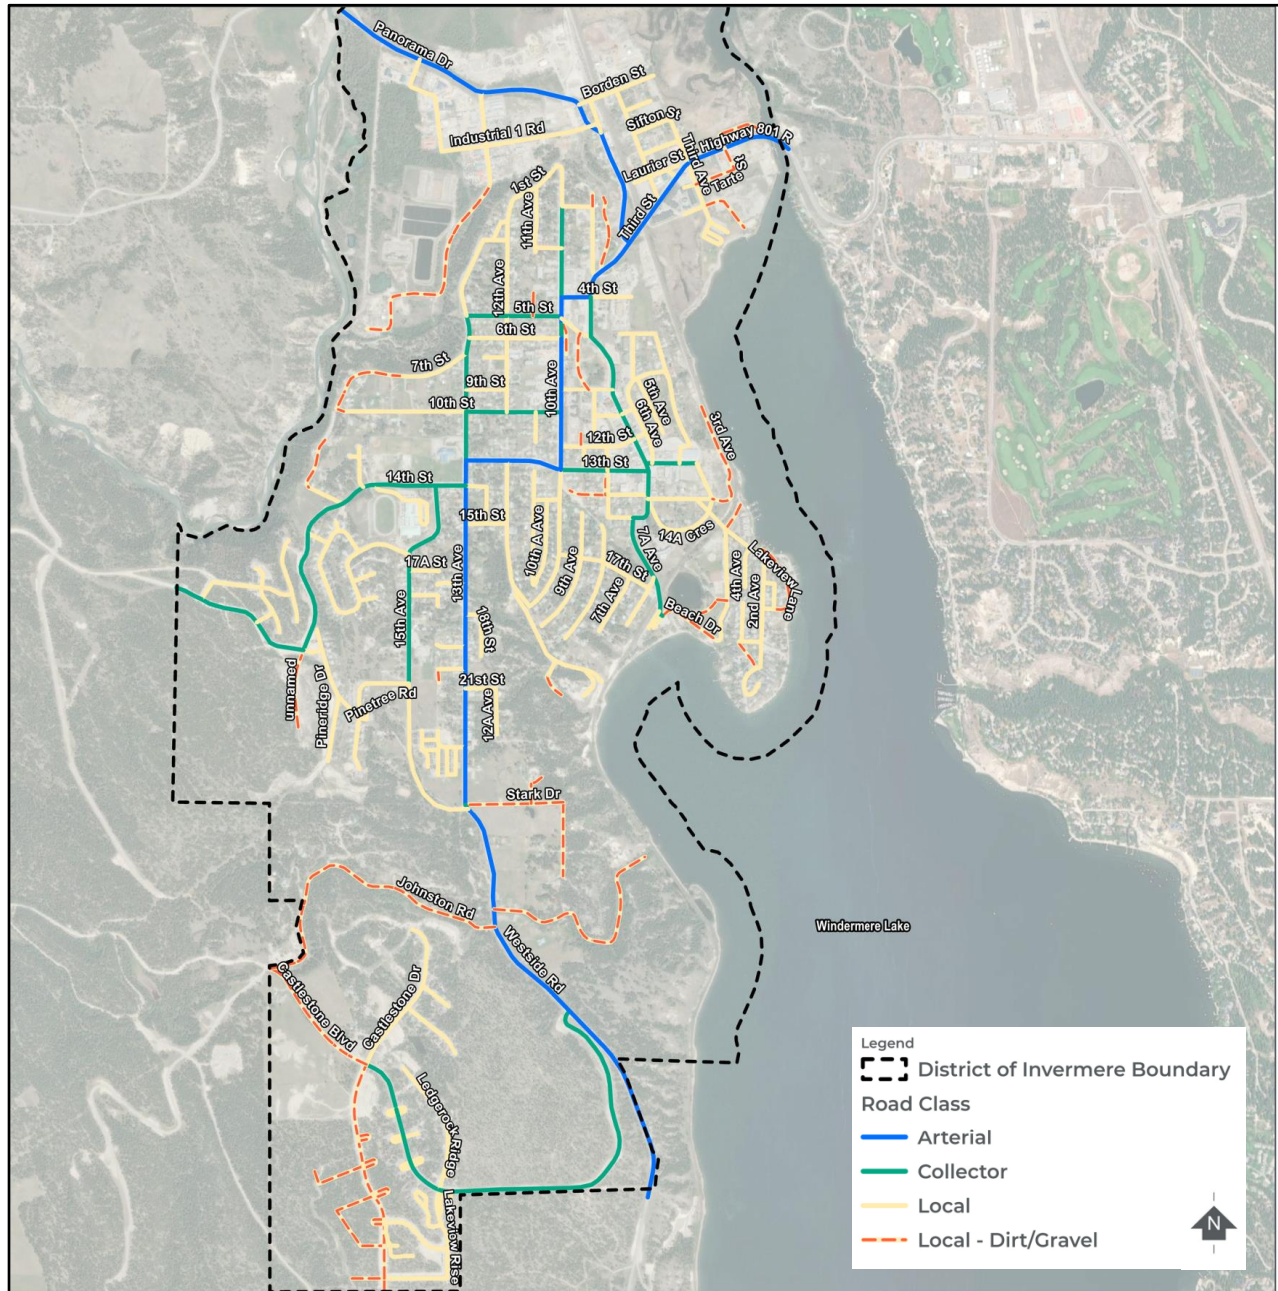 Panorama Dr
Borden St
Sifton St
Industrial 1 Rd
Highway 801 R
Third Ave
Laurier St
Tarte St
1st St
11th Ave
Third St
12th Ave
4th St
5th St
6th St
7th St
9th St
10th Ave
5th Ave
10th St
6th Ave
3rd Ave
12th St
13th St
14th St
15th St
10th A Ave
14A Cres
7A Ave
17A St
13th Ave
9th Ave
17th St
4th Ave
Lakeview Lane
2nd Ave
15th Ave
7th Ave
Beach Dr
18th St
unnamed
Pineridge Dr
21st St
Pinetree Rd
12A Ave
Stark Dr
Johnston Rd
Westside Rd
Windermere Lake
Castlestone Blvd
Castlestone Dr
Ledgerock Ridge
Lakeview Rise
Legend
District of Invermere Boundary
Road Class
Arterial
Collector
Local
Local - Dirt/Gravel
N